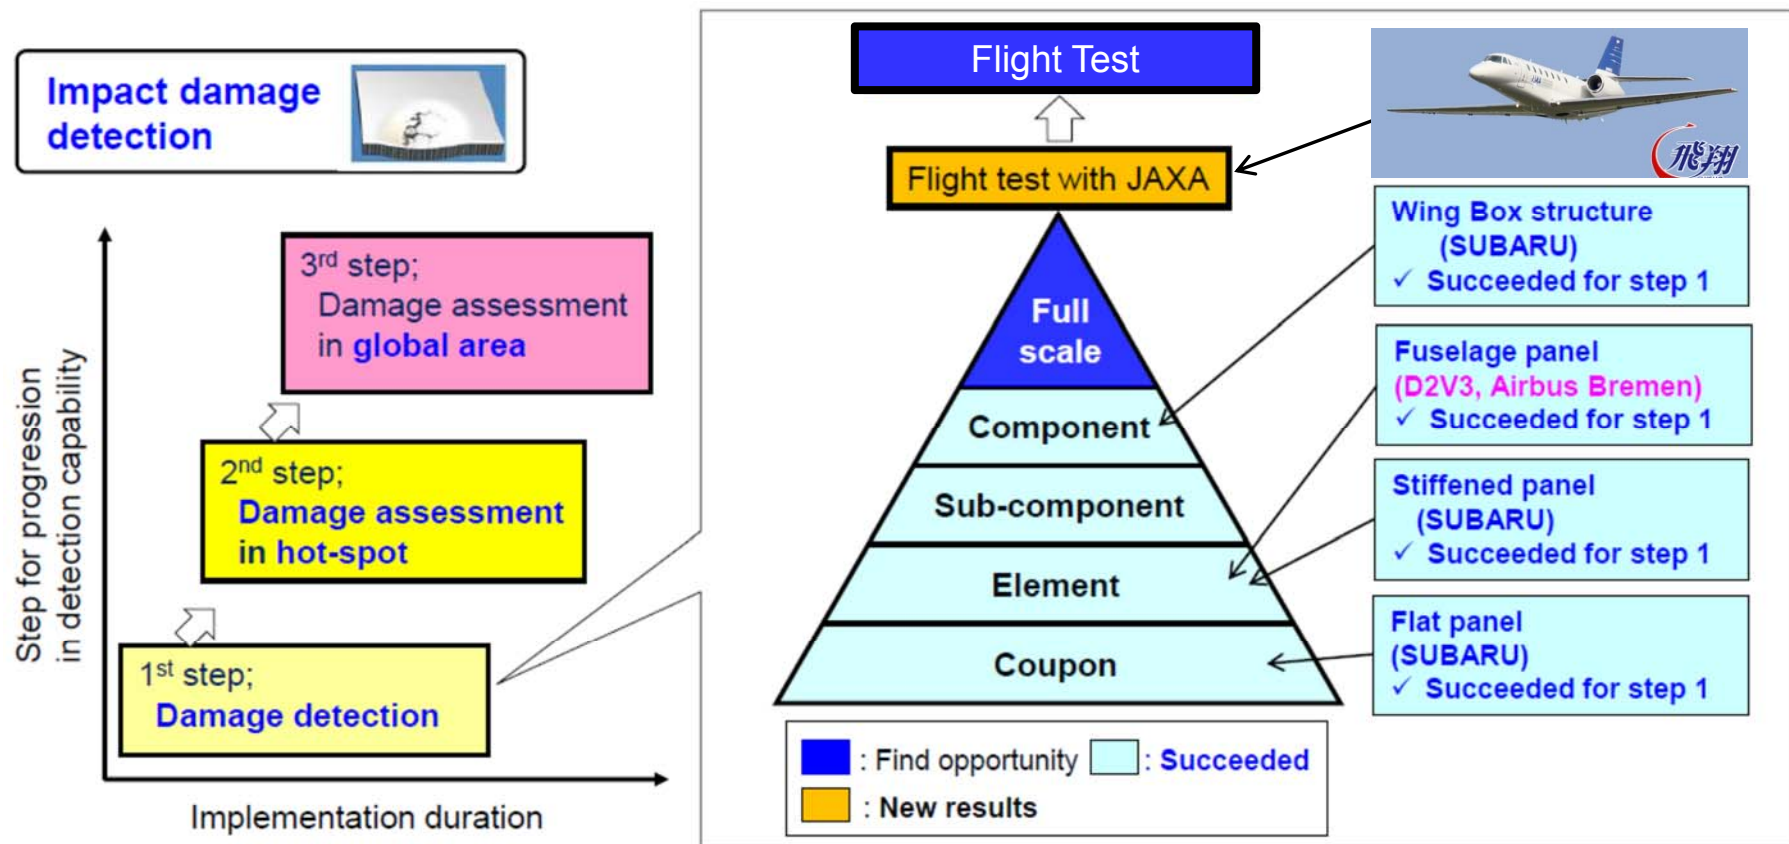 Impact damage
detection
Step for progression
in detection capability
3rd step;
Damage assessment
in global area
2nd step;
Damage assessment
in hot-spot
1st step;
Damage detection
Implementation duration
Flight Test
Flight test with JAXA
Full
scale
Component
Sub-component
Element
Coupon
飛翔
Wing Box structure
(SUBARU)
✓ Succeeded for step 1
Fuselage panel
(D2V3, Airbus Bremen)
✓ Succeeded for step 1
Stiffened panel
(SUBARU)
✓ Succeeded for step 1
Flat panel
(SUBARU)
✓ Succeeded for step 1
: Find opportunity : Succeeded
: New results